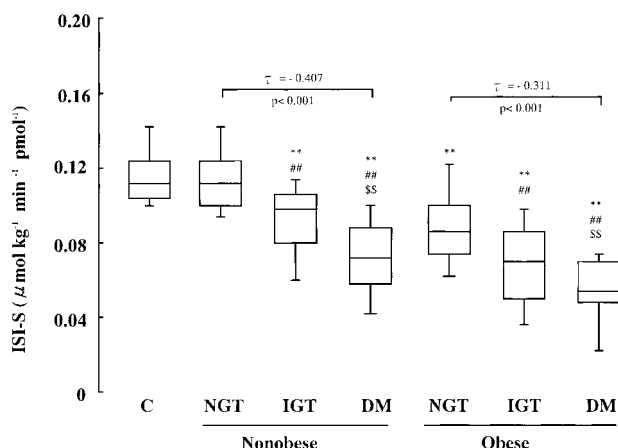 0.20
τ = - 0.407
τ = - 0.311
p< 0.001
p< 0.001
0.16
** ** ** ** **
## ## ## ##
$S SS
0.12
0.08
0.04
0
ISI-S (μmol kg⁻¹ min⁻¹ pmol⁻¹)
C NGT IGT DM NGT IGT DM
Nonobese Obese